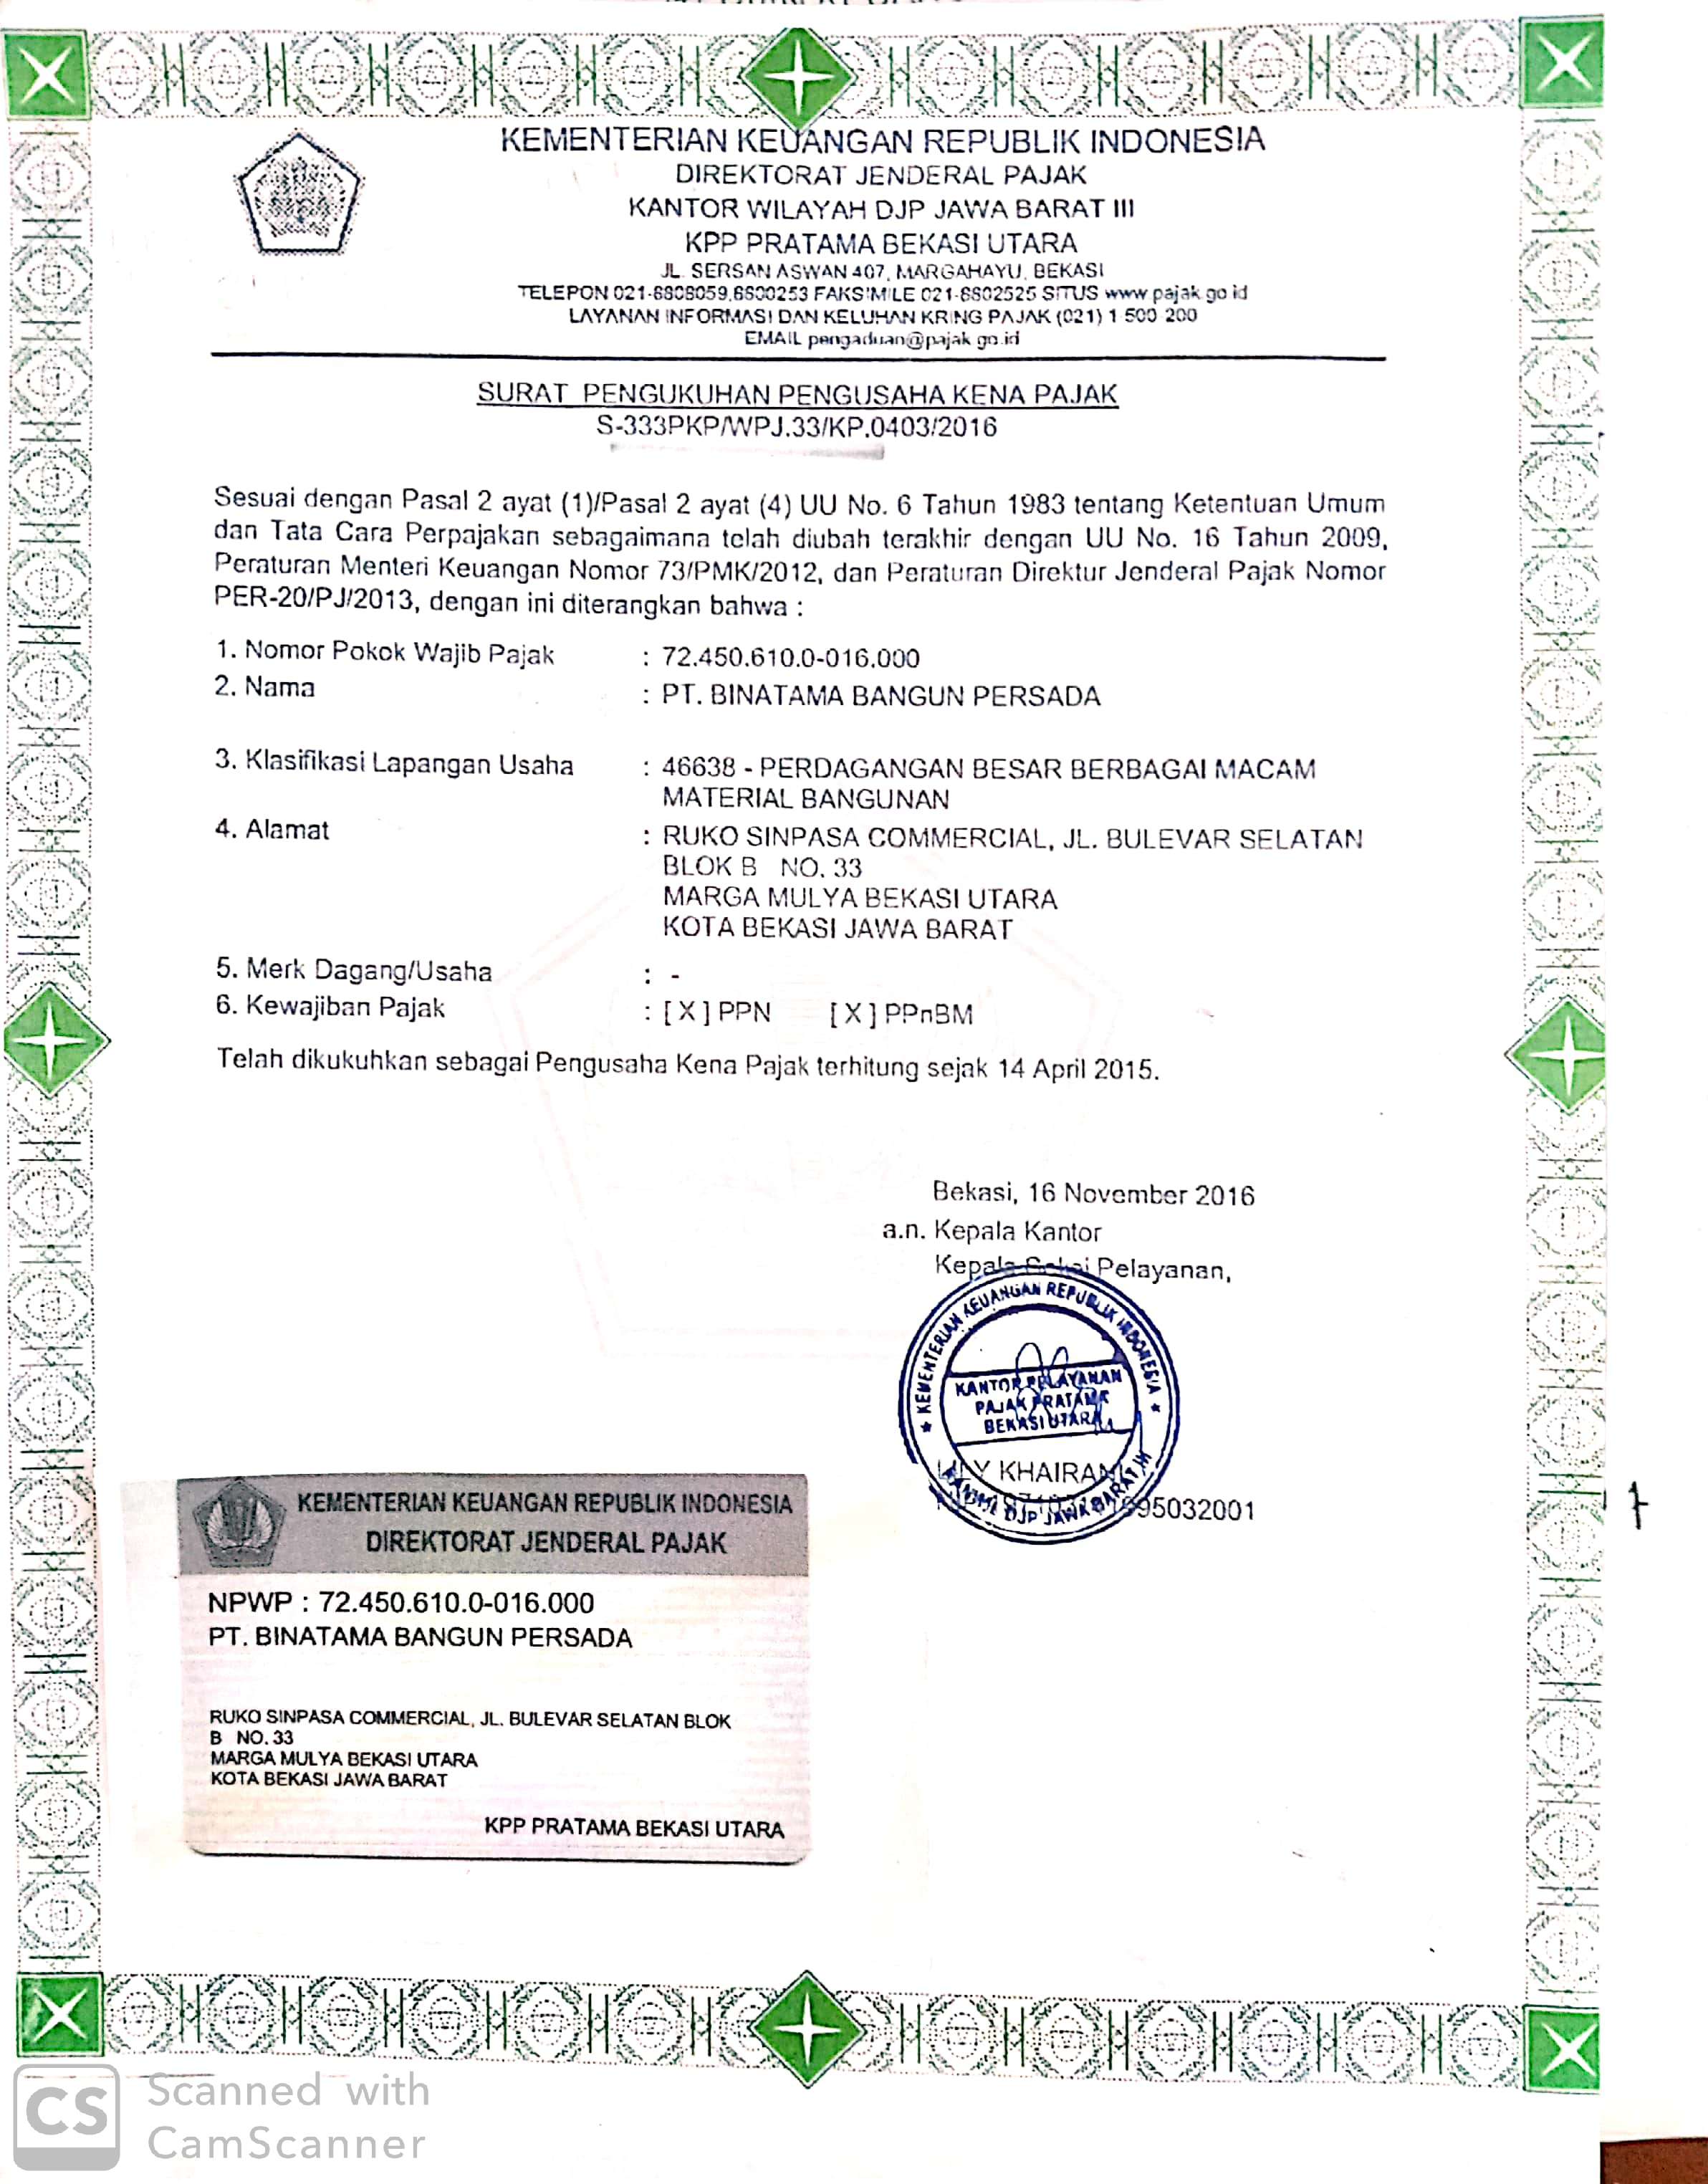 KEMENTERIAN KEUANGAN REPUBLIK INDONESIA
DIREKTORAT JENDERAL PAJAK
KANTOR WILAYAH DJP JAWA BARAT III
KPP PRATAMA BEKASI UTARA
JL. SERSAN ASWAN 407, MARGAHAYU, BEKASI
TELEPON FAKSIMILE SITUS www.pajak.go.id
LAYANAN INFORMASI DAN KELUHAN KRING PAJAK (021) 1 500 200
EMAIL pengaduan@pajak.go.id
SURAT PENGUKUHAN PENGUSAHA KENA PAJAK
S-333PKP/WPJ.33/KP.0403/2016
Sesuai dengan Pasal 2 ayat (1)/Pasal 2 ayat (4) UU No. 6 Tahun 1983 tentang Ketentuan Umum
dan Tata Cara Perpajakan sebagaimana telah diubah terakhir dengan UU No. 16 Tahun 2009,
Peraturan Menteri Keuangan Nomor 73/PMK/2012, dan Peraturan Direktur Jenderal Pajak Nomor
PER-20/PJ/2013, dengan ini diterangkan bahwa :
1. Nomor Pokok Wajib Pajak : 72.450.610.0-016.000
2. Nama : PT. BINATAMA BANGUN PERSADA
3. Klasifikasi Lapangan Usaha : 46638 - PERDAGANGAN BESAR BERBAGAI MACAM
MATERIAL BANGUNAN
4. Alamat : RUKO SINPASA COMMERCIAL, JL. BULEVAR SELATAN
BLOK B NO. 33
MARGA MULYA BEKASI UTARA
KOTA BEKASI JAWA BARAT
5. Merk Dagang/Usaha : -
6. Kewajiban Pajak : [ X ] PPN [ X ] PPnBM
Telah dikukuhkan sebagai Pengusaha Kena Pajak terhitung sejak 14 April 2015.
Bekasi, 16 November 2016
a.n. Kepala Kantor
Kepala Seksi Pelayanan,
KEMENTERIAN KEUANGAN REPUBLIK INDONESIA
KANTOR PELAYANAN
PAJAK PRATAMA
BEKASI UTARA
KANWIL DJP JAWA BARAT III
KHAIRANI
KEMENTERIAN KEUANGAN REPUBLIK INDONESIA
DIREKTORAT JENDERAL PAJAK
NPWP : 72.450.610.0-016.000
PT. BINATAMA BANGUN PERSADA
RUKO SINPASA COMMERCIAL, JL. BULEVAR SELATAN BLOK
B NO. 33
MARGA MULYA BEKASI UTARA
KOTA BEKASI JAWA BARAT
KPP PRATAMA BEKASI UTARA
CS
Scanned with
CamScanner